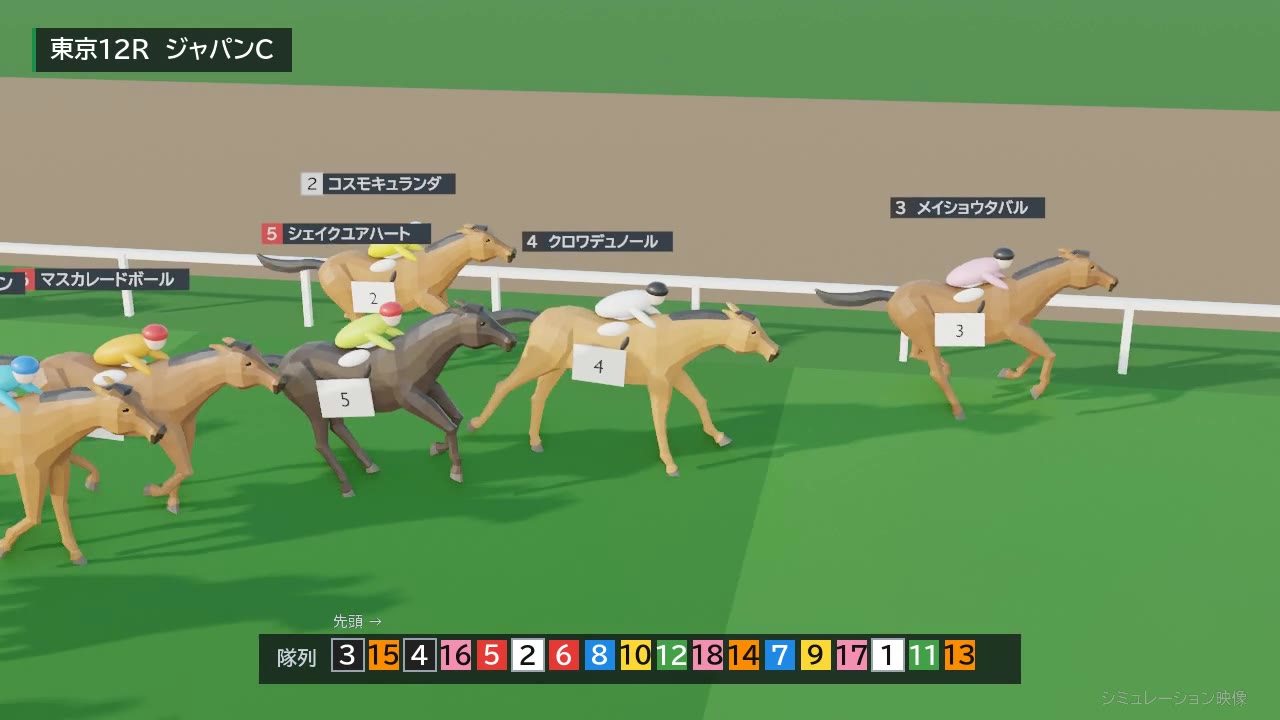 東京12R ジャパンC
2 コスモキュランダ
3 メイショウタバル
5 シェイクユアハート
4 クロワデュノール
ン
マスカレードボール
2
3
4
5
先頭 →
隊列 3 15 4 16 5 2 6 8 10 12 18 14 7 9 17 1 11 13
シミュレーション映像